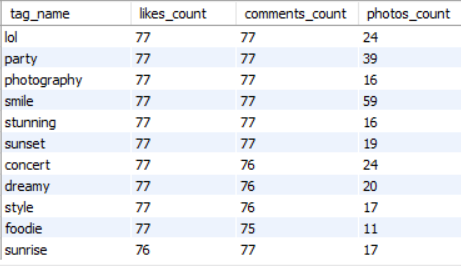 tag_name likes_count comments_count photos_count
lol 77 77 24
party 77 77 39
photography 77 77 16
smile 77 77 59
stunning 77 77 16
sunset 77 77 19
concert 77 76 24
dreamy 77 76 20
style 77 76 17
foodie 77 75 11
sunrise 76 77 17